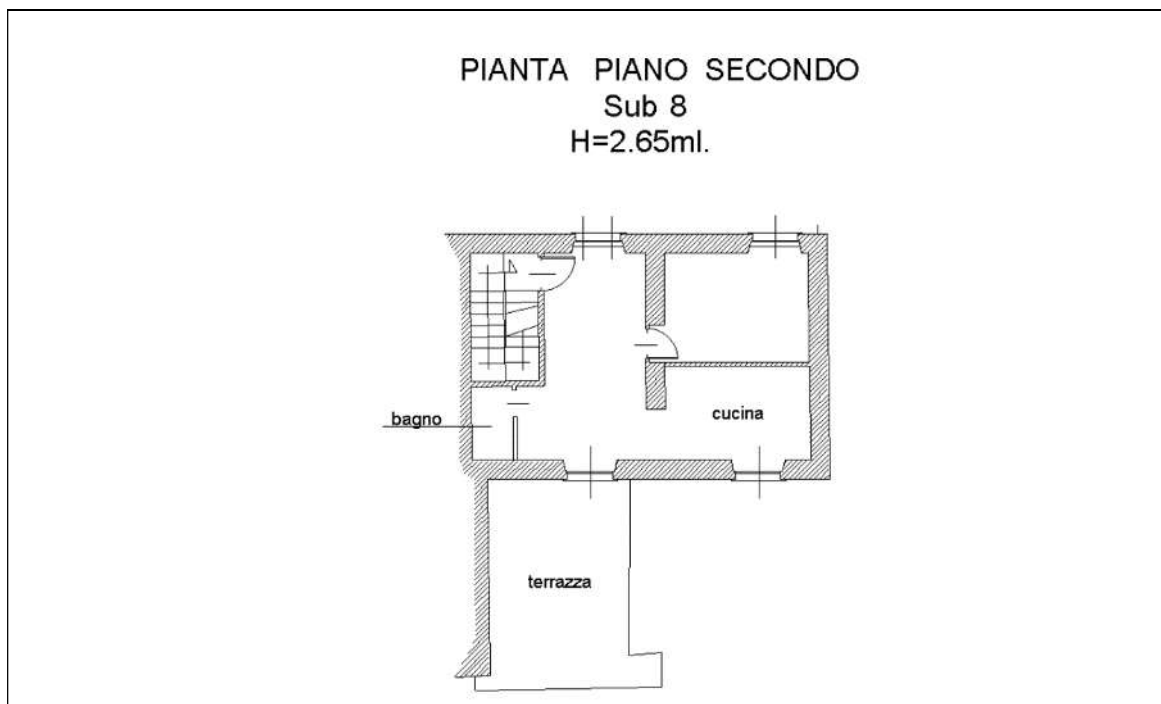 PIANTA PIANO SECONDO
Sub 8
H=2.65ml.
bagno
cucina
terrazza